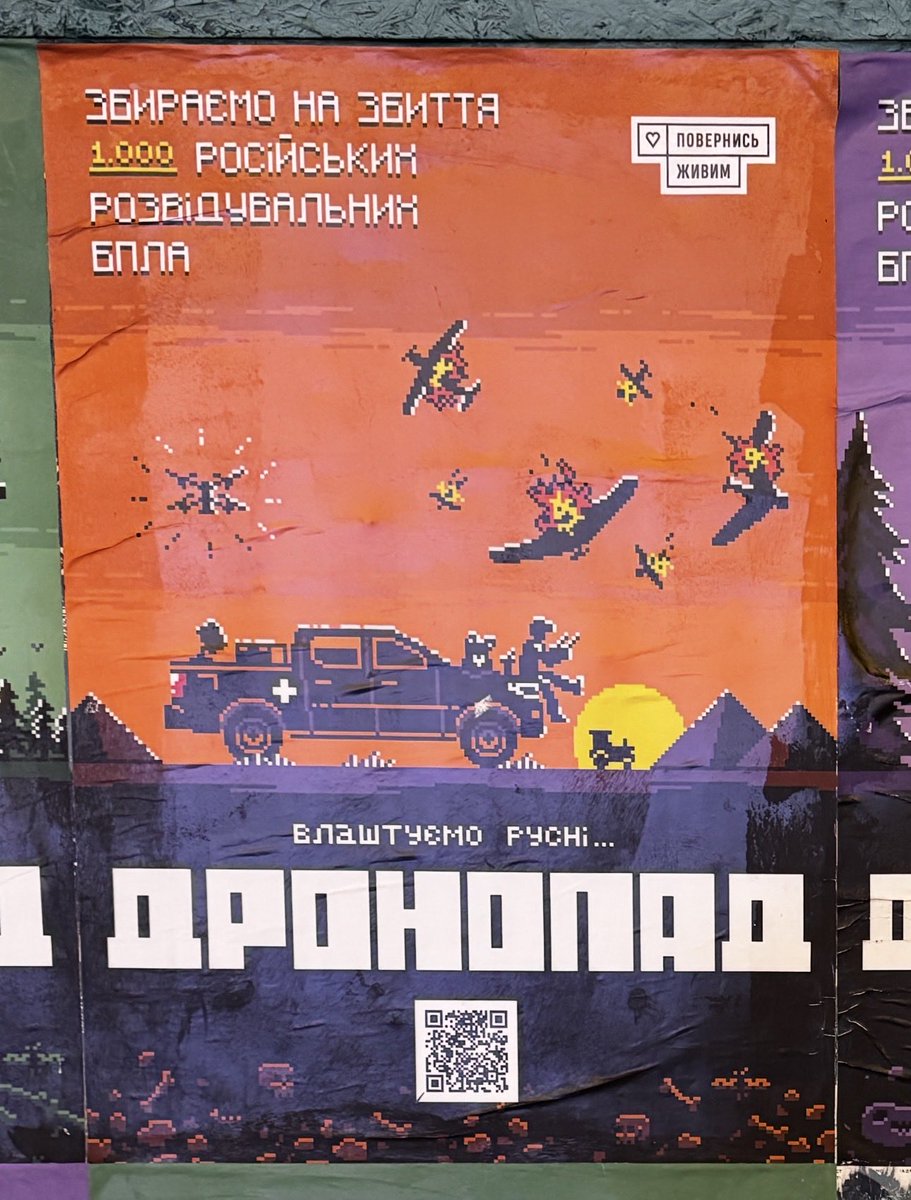 ЗБИРАЄМО НА ЗБИТТЯ
1.000 РОСІЙСЬКИХ
РОЗВІДУВАЛЬНИХ
БПЛА
ПОВЕРНИСЬ
ЖИВИМ
ВЛАШТУЄМО РУСНІ...
ДРОНОПАД